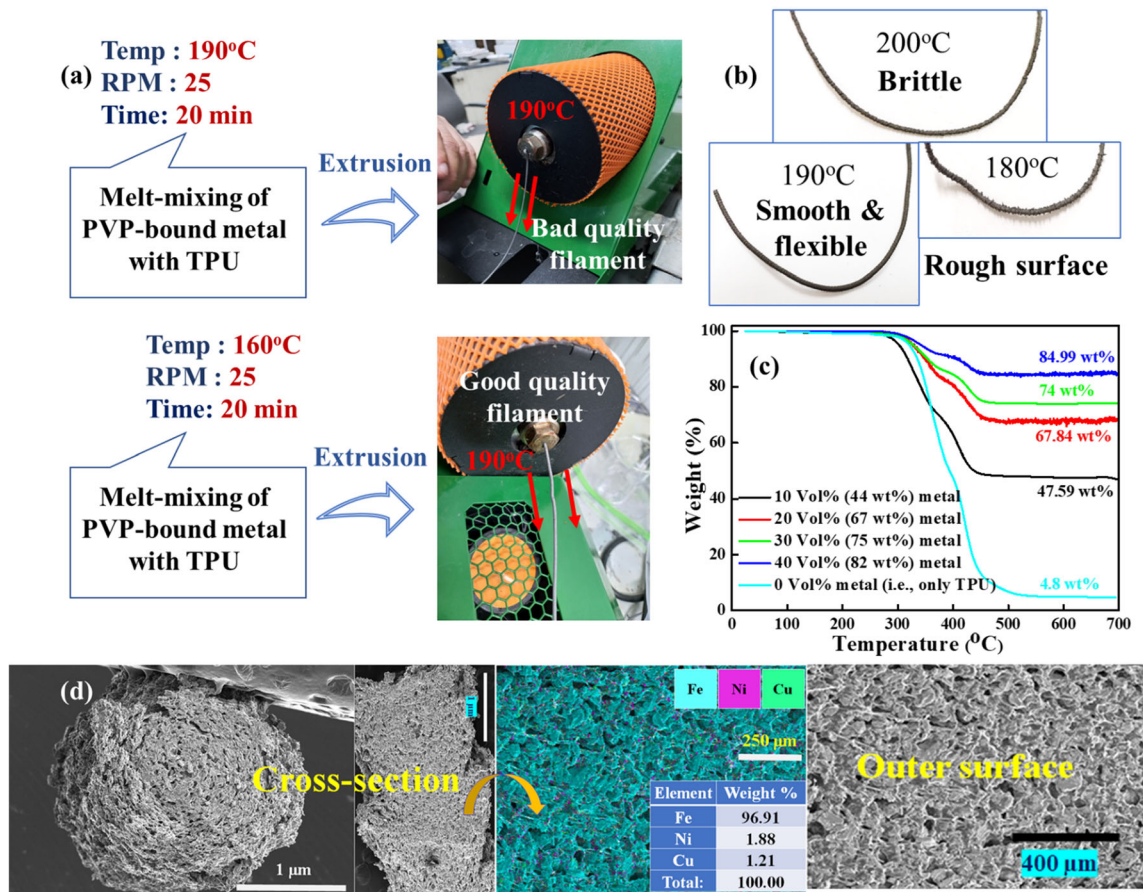 (a)
Temp : 190°C
RPM : 25
Time: 20 min
Melt-mixing of
PVP-bound metal
with TPU
Extrusion
190°C
Bad quality
filament
Temp : 160°C
RPM : 25
Time: 20 min
Melt-mixing of
PVP-bound metal
with TPU
Extrusion
Good quality
filament
190°C
(b)
200°C
Brittle
190°C
Smooth &
flexible
180°C
Rough surface
(c)
Weight (%)
100
80
60
40
20
0
84.99 wt%
74 wt%
67.84 wt%
47.59 wt%
4.8 wt%
10 Vol% (44 wt%) metal
20 Vol% (67 wt%) metal
30 Vol% (75 wt%) metal
40 Vol% (82 wt%) metal
0 Vol% metal (i.e., only TPU)
0 100 200 300 400 500 600 700
Temperature (°C)
(d)
Cross-section
1 µm
1 µm
Fe Ni Cu
250 µm
Element Weight %
Fe 96.91
Ni 1.88
Cu 1.21
Total: 100.00
Outer surface
400 µm